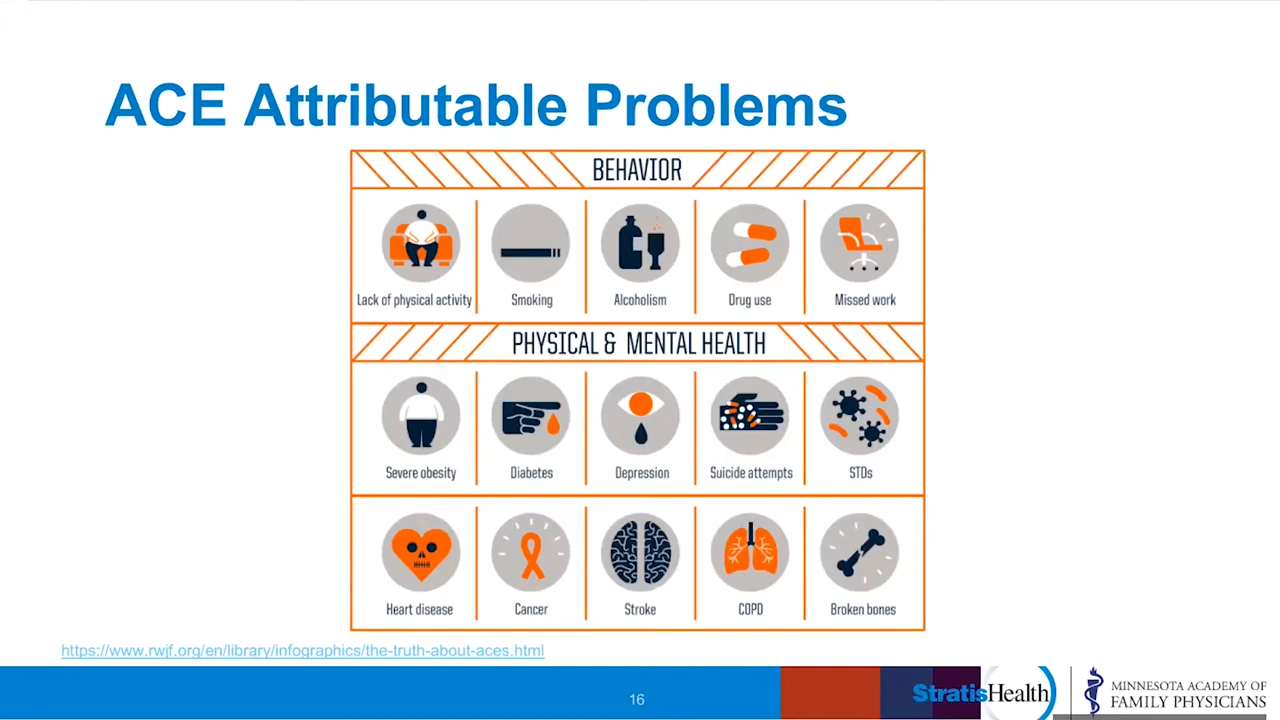 ACE Attributable Problems
BEHAVIOR
Lack of physical activity
Smoking
Alcoholism
Drug use
Missed work
PHYSICAL & MENTAL HEALTH
Severe obesity
Diabetes
Depression
Suicide attempts
STDs
Heart disease
Cancer
Stroke
COPD
Broken bones
https://www.rwjf.org/en/library/infographics/the-truth-about-aces.html
16
StratisHealth
MINNESOTA ACADEMY OF
FAMILY PHYSICIANS